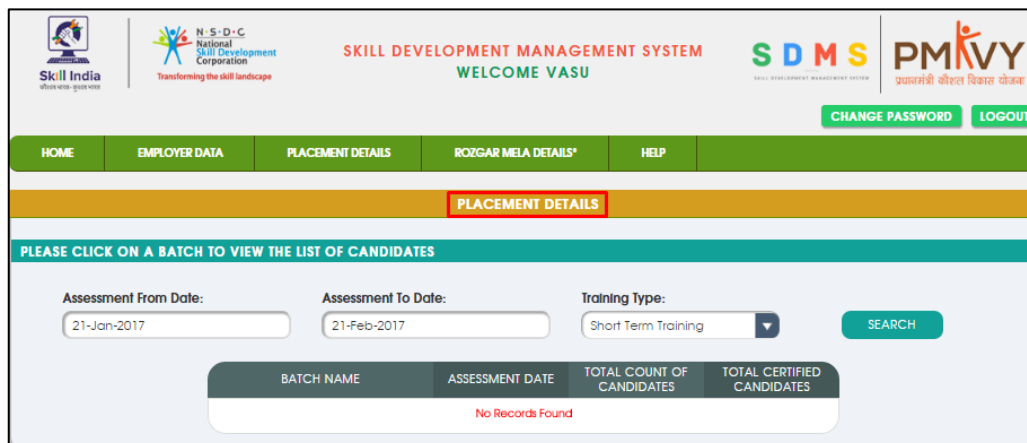 Skill India
कौशल भारत - कुशल भारत
N·S·D·C
National
Skill Development
Corporation
Transforming the skill landscape
SKILL DEVELOPMENT MANAGEMENT SYSTEM
WELCOME VASU
S D M S
SKILL DEVELOPMENT MANAGEMENT SYSTEM
PMKVY
प्रधानमंत्री कौशल विकास योजना
CHANGE PASSWORD
LOGOUT
HOME
EMPLOYER DATA
PLACEMENT DETAILS
ROZGAR MELA DETAILS*
HELP
PLACEMENT DETAILS
PLEASE CLICK ON A BATCH TO VIEW THE LIST OF CANDIDATES
Assessment From Date:
Assessment To Date:
Training Type:
21-Jan-2017
21-Feb-2017
Short Term Training
SEARCH
BATCH NAME
ASSESSMENT DATE
TOTAL COUNT OF
CANDIDATES
TOTAL CERTIFIED
CANDIDATES
No Records Found